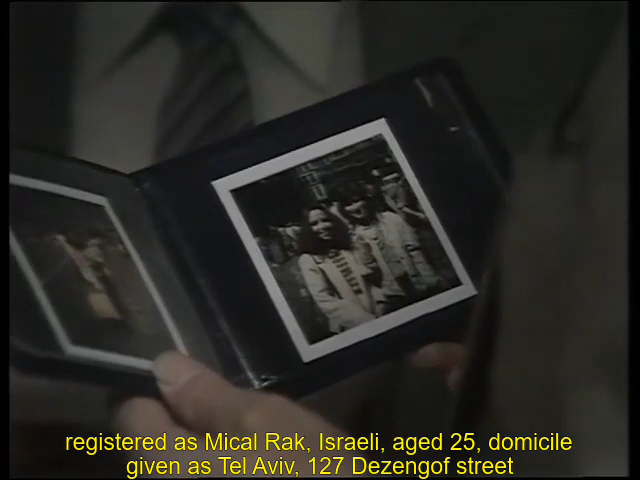 registered as Mical Rak, Israeli, aged 25, domicile
given as Tel Aviv, 127 Dezengof street